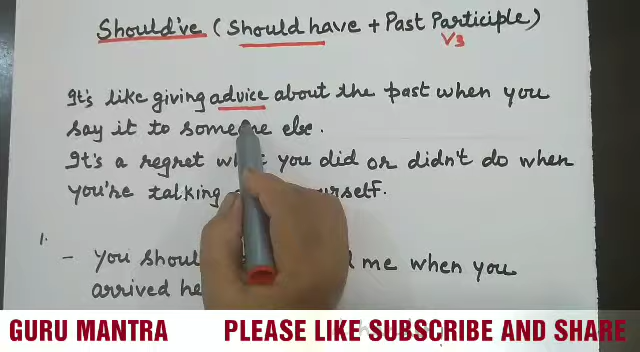 Should've (Should have + Past Participle)
V3
It's like giving advice about the past when you
say it to someone else.
It's a regret you did or didn't do when
you're talking
1.
- You me when you
arrived
GURU MANTRA PLEASE LIKE SUBSCRIBE AND SHARE